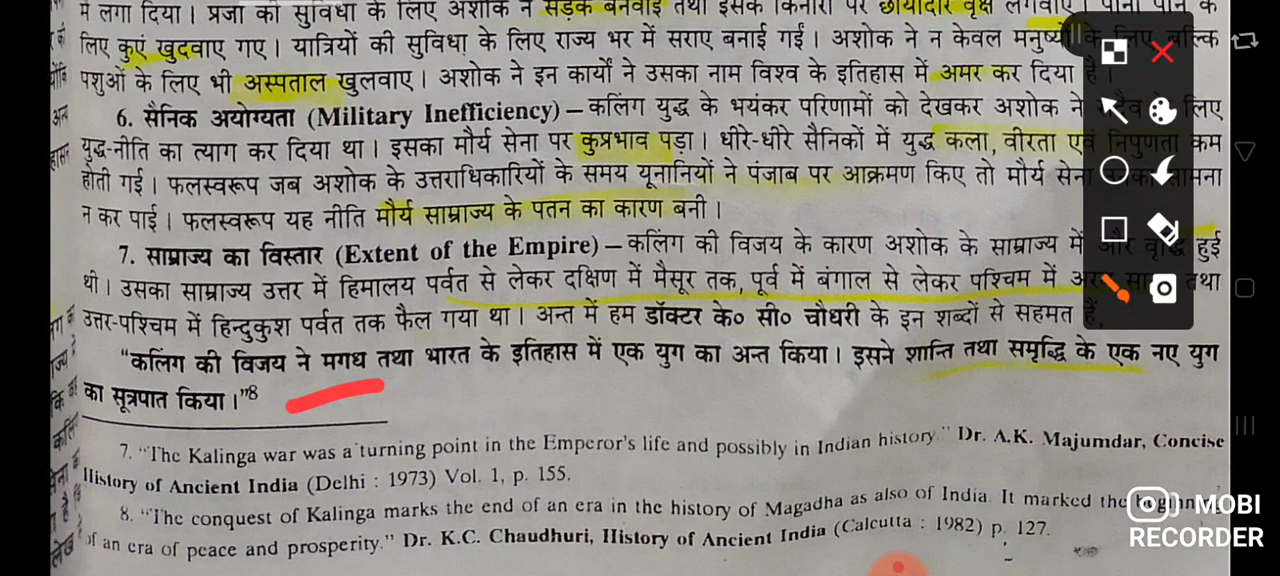 में लगा दिया। प्रजा की सुविधा के लिए अशोक ने सड़कें बनवाई तथा इसके किनारों पर छायादार वृक्ष लगवाए। पानी पीने के
लिए कुएं खुदवाए गए। यात्रियों की सुविधा के लिए राज्य भर में सराए बनाई गईं। अशोक ने न केवल मनुष्यों के लिए बल्कि
पशुओं के लिए भी अस्पताल खुलवाए। अशोक ने इन कार्यों ने उसका नाम विश्व के इतिहास में अमर कर दिया है।
6. सैनिक अयोग्यता (Military Inefficiency) – कलिंग युद्ध के भयंकर परिणामों को देखकर अशोक ने सदैव के लिए
युद्ध-नीति का त्याग कर दिया था। इसका मौर्य सेना पर कुप्रभाव पड़ा। धीरे-धीरे सैनिकों में युद्ध कला, वीरता एवं निपुणता कम
होती गई। फलस्वरूप जब अशोक के उत्तराधिकारियों के समय यूनानियों ने पंजाब पर आक्रमण किए तो मौर्य सेना उनका सामना
न कर पाई। फलस्वरूप यह नीति मौर्य साम्राज्य के पतन का कारण बनी।
7. साम्राज्य का विस्तार (Extent of the Empire) – कलिंग की विजय के कारण अशोक के साम्राज्य में और वृद्धि हुई
थी। उसका साम्राज्य उत्तर में हिमालय पर्वत से लेकर दक्षिण में मैसूर तक, पूर्व में बंगाल से लेकर पश्चिम में अरब सागर तथा
उत्तर-पश्चिम में हिन्दुकुश पर्वत तक फैल गया था। अन्त में हम डॉक्टर के० सी० चौधरी के इन शब्दों से सहमत हैं,
"कलिंग की विजय ने मगध तथा भारत के इतिहास में एक युग का अन्त किया। इसने शान्ति तथा समृद्धि के एक नए युग
का सूत्रपात किया।"8
7. "The Kalinga war was a turning point in the Emperor's life and possibly in Indian history." Dr. A.K. Majumdar, Concise
History of Ancient India (Delhi : 1973) Vol. 1, p. 155.
8. "The conquest of Kalinga marks the end of an era in the history of Magadha as also of India. It marked the beginning
of an era of peace and prosperity." Dr. K.C. Chaudhuri, History of Ancient India (Calcutta : 1982) p. 127.
MOBI
RECORDER